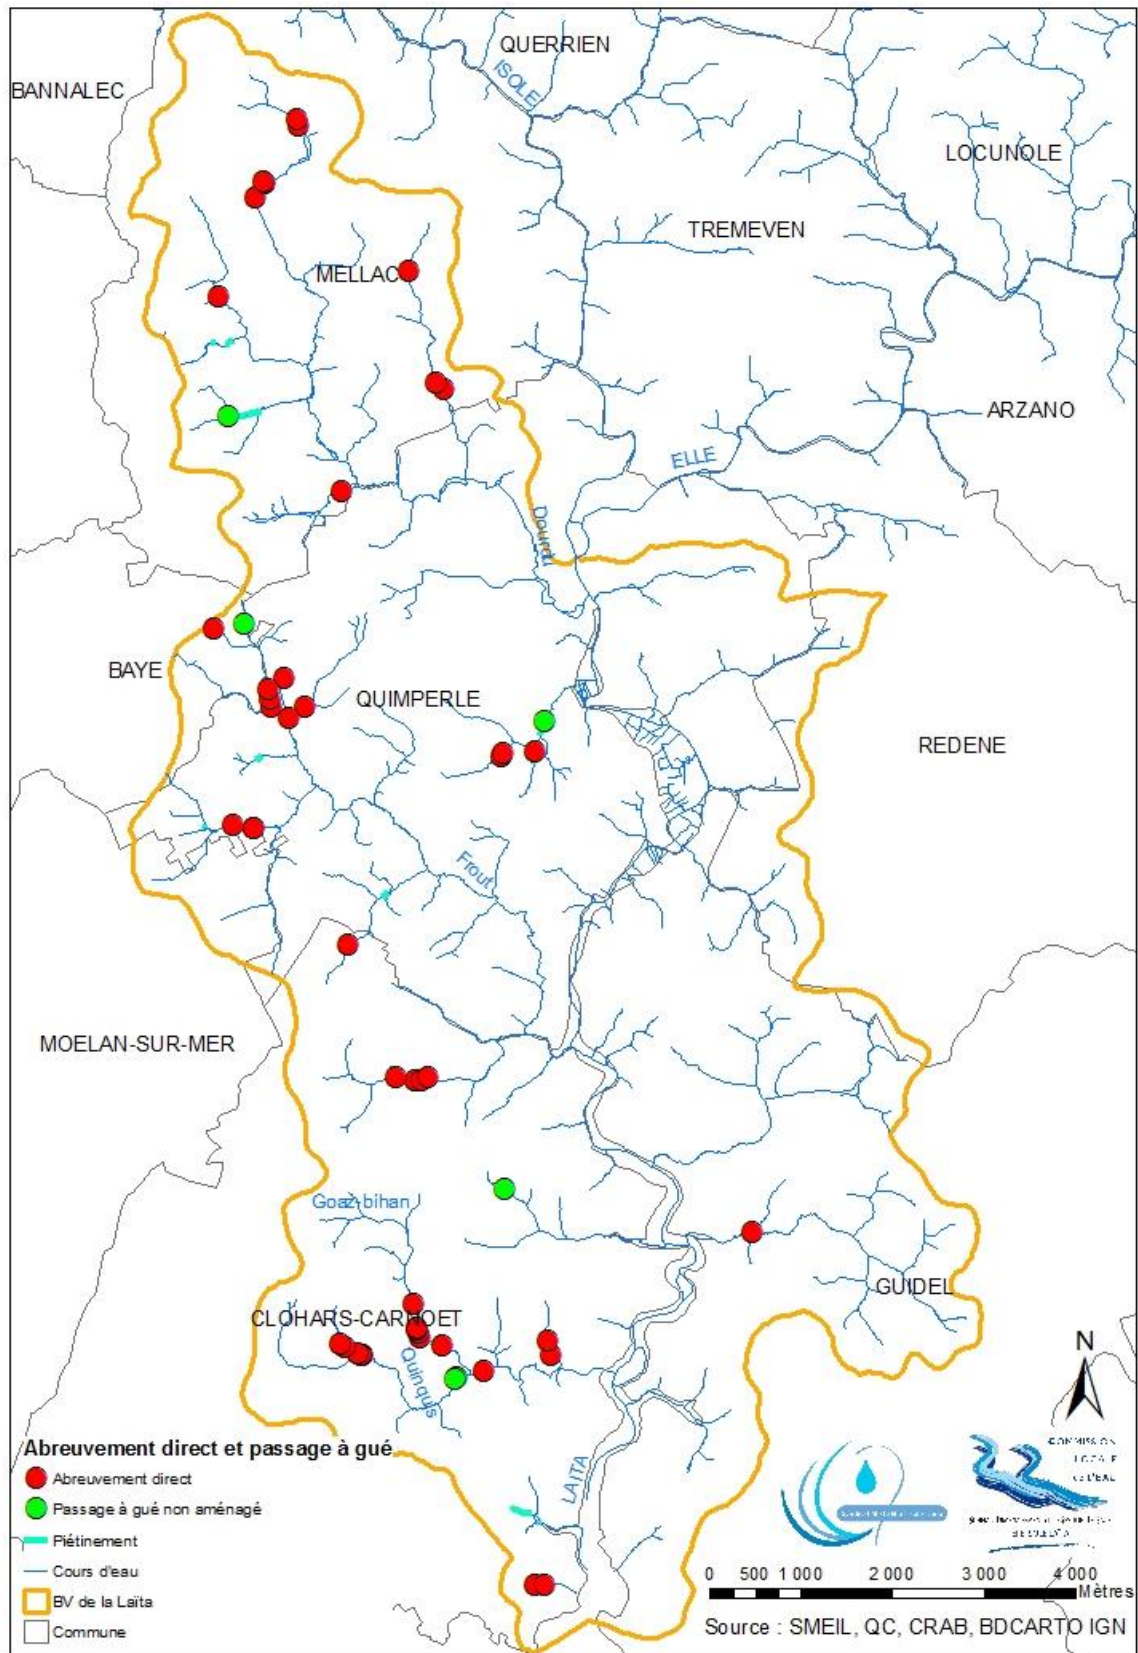 QUERRIEN
BANNALEC
ISOLE
LOCUNOLE
TREMEVEN
MELLAC
ARZANO
ELLE
Dourdu
BAYE
QUIMPERLE
REDENE
Frout
MOELAN-SUR-MER
Goaz-bihan
GUIDEL
CLOHARS-CARNOET
Quinquis
N
LAITA
Abreuvement direct et passage à gué
Abreuvement direct
Passage à gué non aménagé
Piétinement
Cours d'eau
BV de la Laïta
Commune
COMMISSION
LOCALE
de L'EAU
0 500 1 000 2 000 3 000 4 000
Mètres
Source : SMEIL, QC, CRAB, BDCARTO IGN